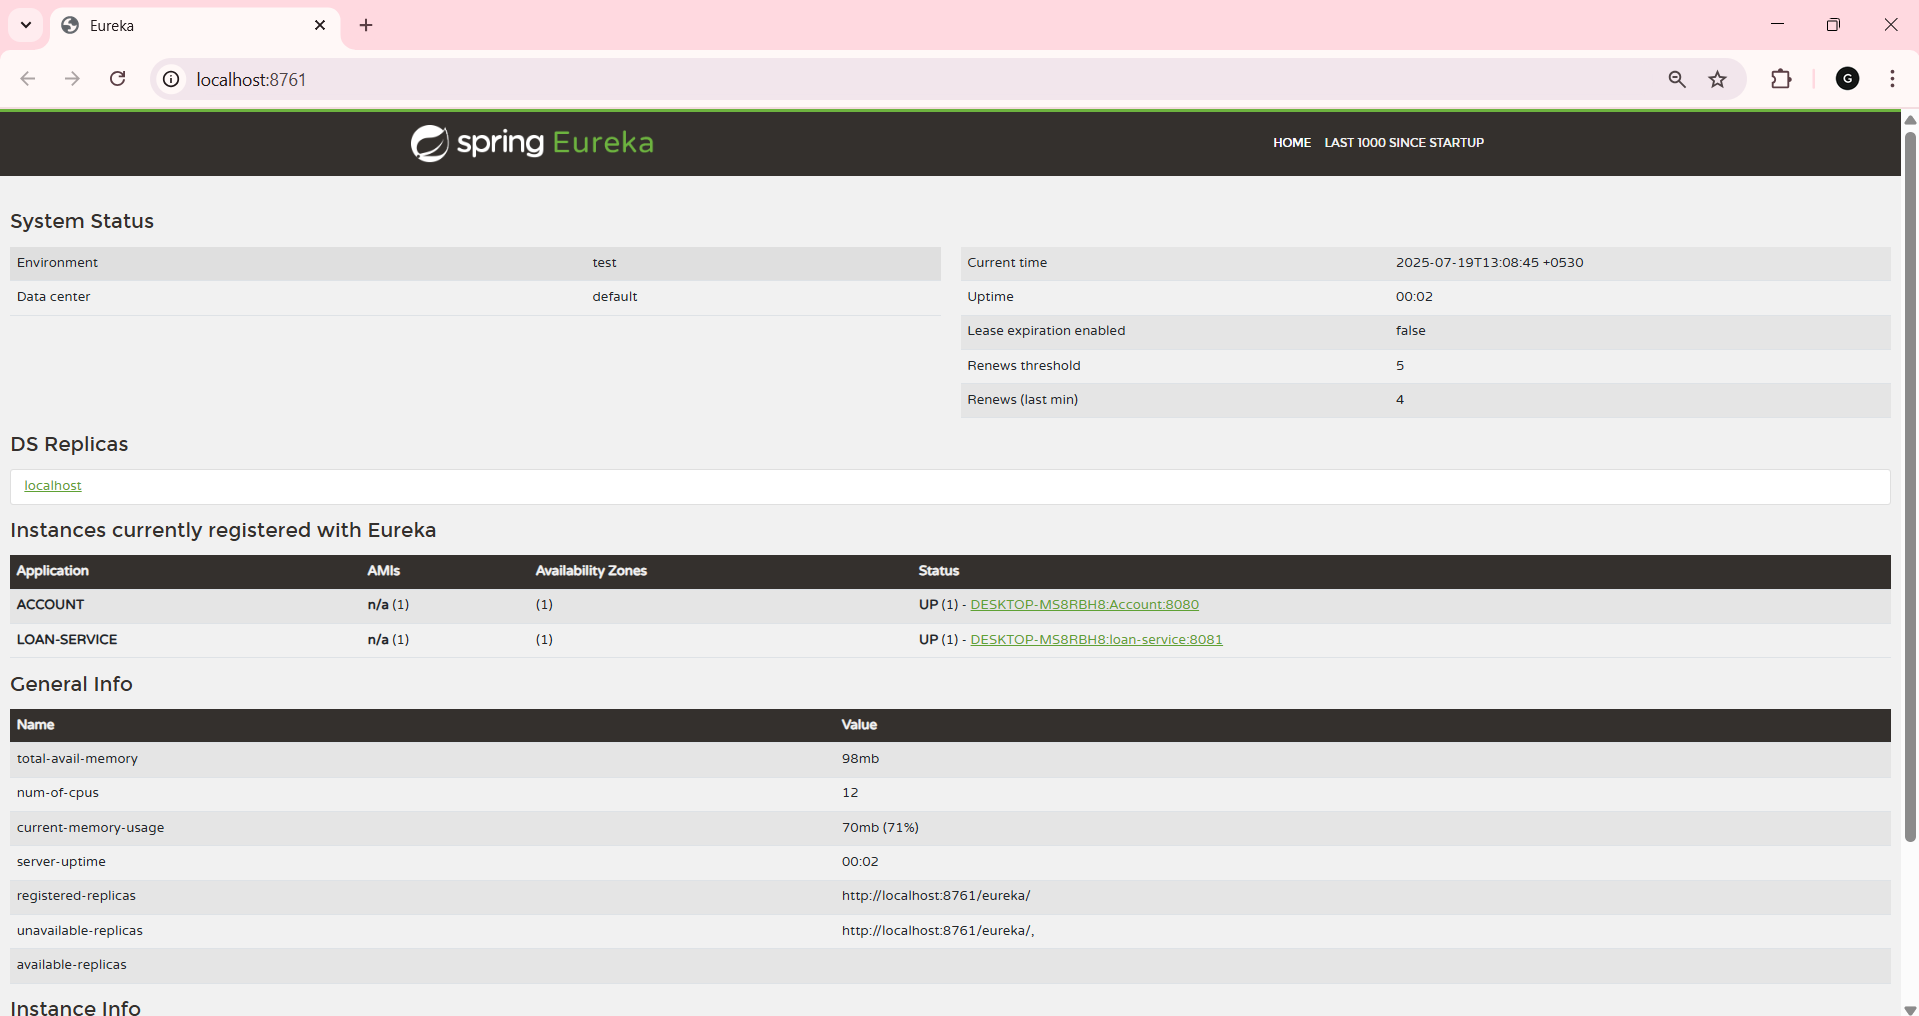 Eureka
localhost:8761
G
spring Eureka
HOME LAST 1000 SINCE STARTUP
System Status
Environment test
Data center default
Current time 2025-07-19T13:08:45 +0530
Uptime 00:02
Lease expiration enabled false
Renews threshold 5
Renews (last min) 4
DS Replicas
localhost
Instances currently registered with Eureka
Application AMIs Availability Zones Status
ACCOUNT n/a (1) (1) UP (1) - DESKTOP-MS8RBH8:Account:8080
LOAN-SERVICE n/a (1) (1) UP (1) - DESKTOP-MS8RBH8:loan-service:8081
General Info
Name Value
total-avail-memory 98mb
num-of-cpus 12
current-memory-usage 70mb (71%)
server-uptime 00:02
registered-replicas http://localhost:8761/eureka/
unavailable-replicas http://localhost:8761/eureka/,
available-replicas
Instance Info